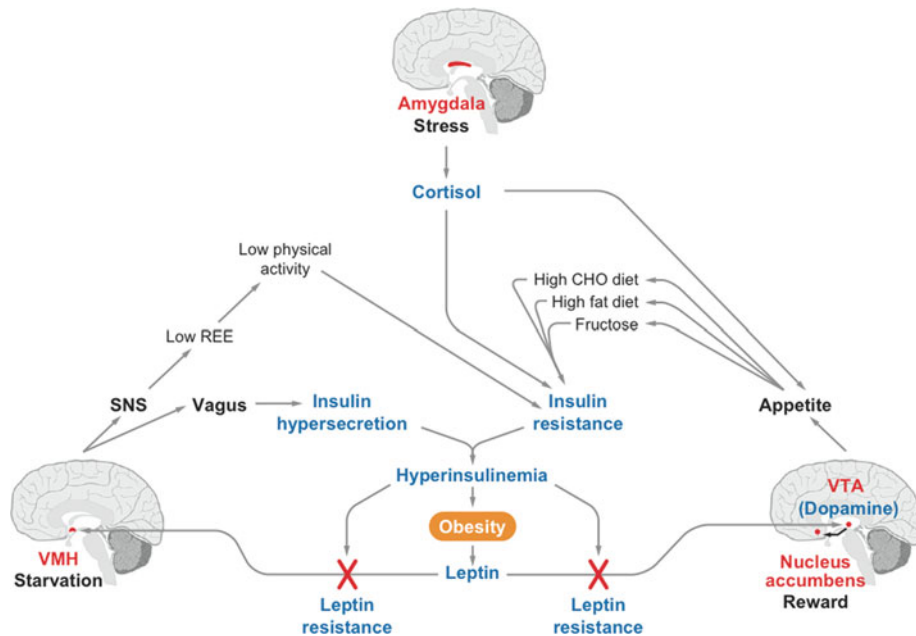 Amygdala
Stress
Cortisol
Low physical
activity
High CHO diet
High fat diet
Fructose
Low REE
SNS
Vagus
Insulin
hypersecretion
Insulin
resistance
Appetite
Hyperinsulinemia
VTA
(Dopamine)
Obesity
VMH
Starvation
Leptin
Nucleus
accumbens
Reward
Leptin
resistance
Leptin
resistance